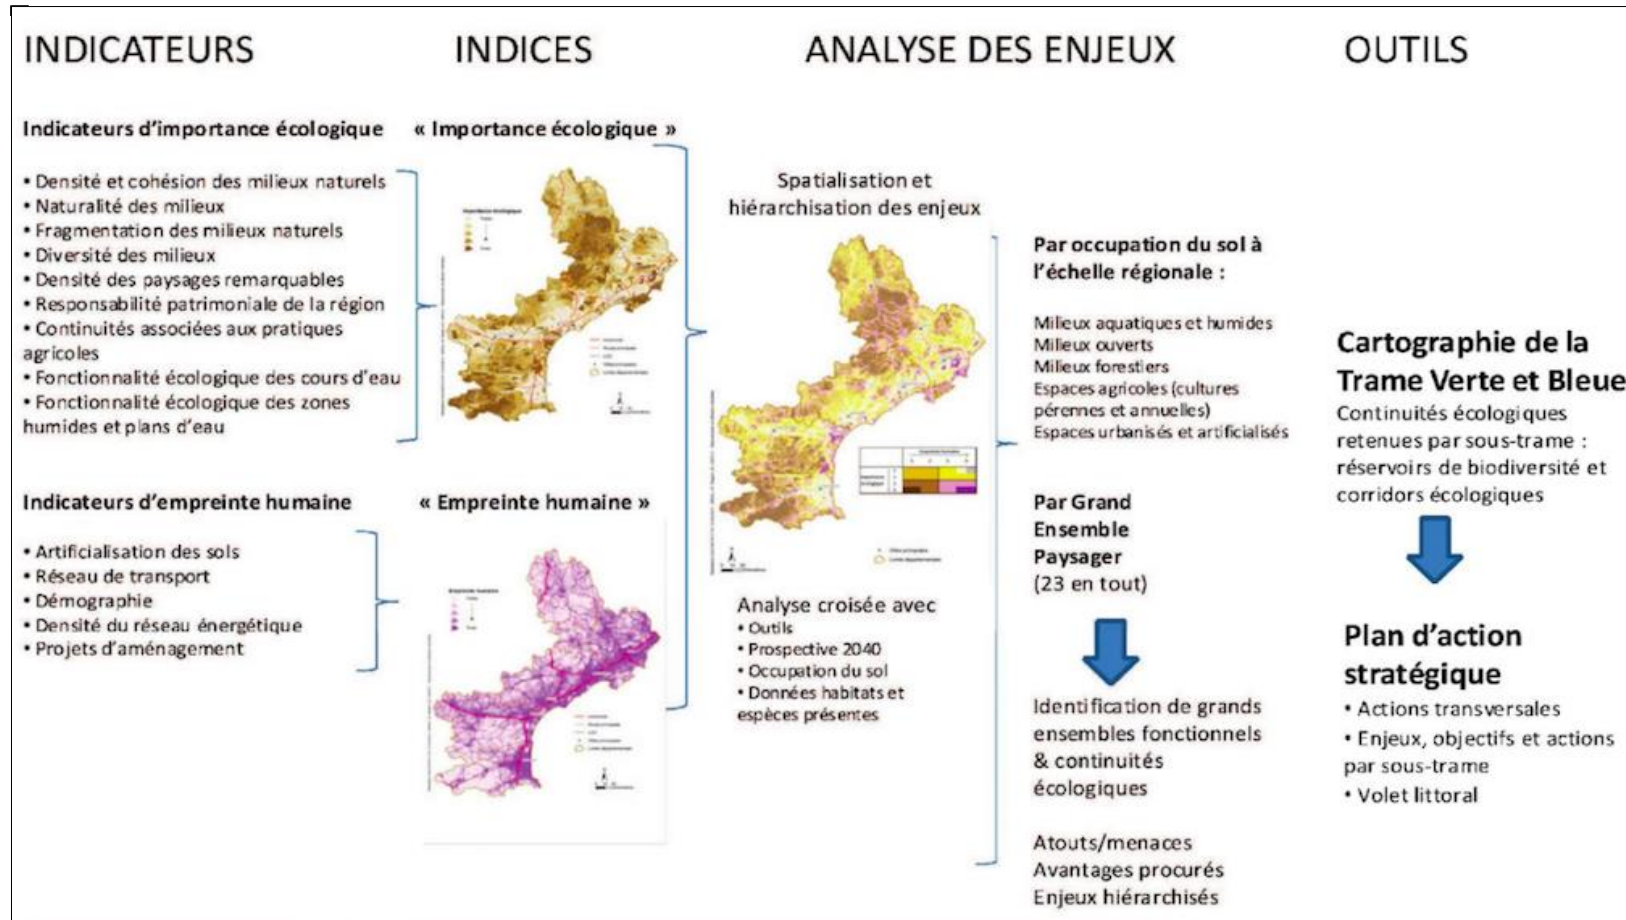 INDICATEURS
INDICES
ANALYSE DES ENJEUX
OUTILS
Indicateurs d'importance écologique
• Densité et cohésion des milieux naturels
• Naturalité des milieux
• Fragmentation des milieux naturels
• Diversité des milieux
• Densité des paysages remarquables
• Responsabilité patrimoniale de la région
• Continuités associées aux pratiques
agricoles
• Fonctionnalité écologique des cours d'eau
• Fonctionnalité écologique des zones
humides et plans d'eau
Indicateurs d'empreinte humaine
• Artificialisation des sols
• Réseau de transport
• Démographie
• Densité du réseau énergétique
• Projets d'aménagement
« Importance écologique »
Importance écologique
« Empreinte humaine »
Empreinte humaine
Spatialisation et
hiérarchisation des enjeux
Analyse croisée avec
• Outils
• Prospective 2040
• Occupation du sol
• Données habitats et
espèces présentes
Par occupation du sol à
l'échelle régionale :
Milieux aquatiques et humides
Milieux ouverts
Milieux forestiers
Espaces agricoles (cultures
pérennes et annuelles)
Espaces urbanisés et artificialisés
Par Grand
Ensemble
Paysager
(23 en tout)
Identification de grands
ensembles fonctionnels
& continuités
écologiques
Atouts/menaces
Avantages procurés
Enjeux hiérarchisés
Cartographie de la
Trame Verte et Bleue
Continuités écologiques
retenues par sous-trame :
réservoirs de biodiversité et
corridors écologiques
Plan d'action
stratégique
• Actions transversales
• Enjeux, objectifs et actions
par sous-trame
• Volet littoral